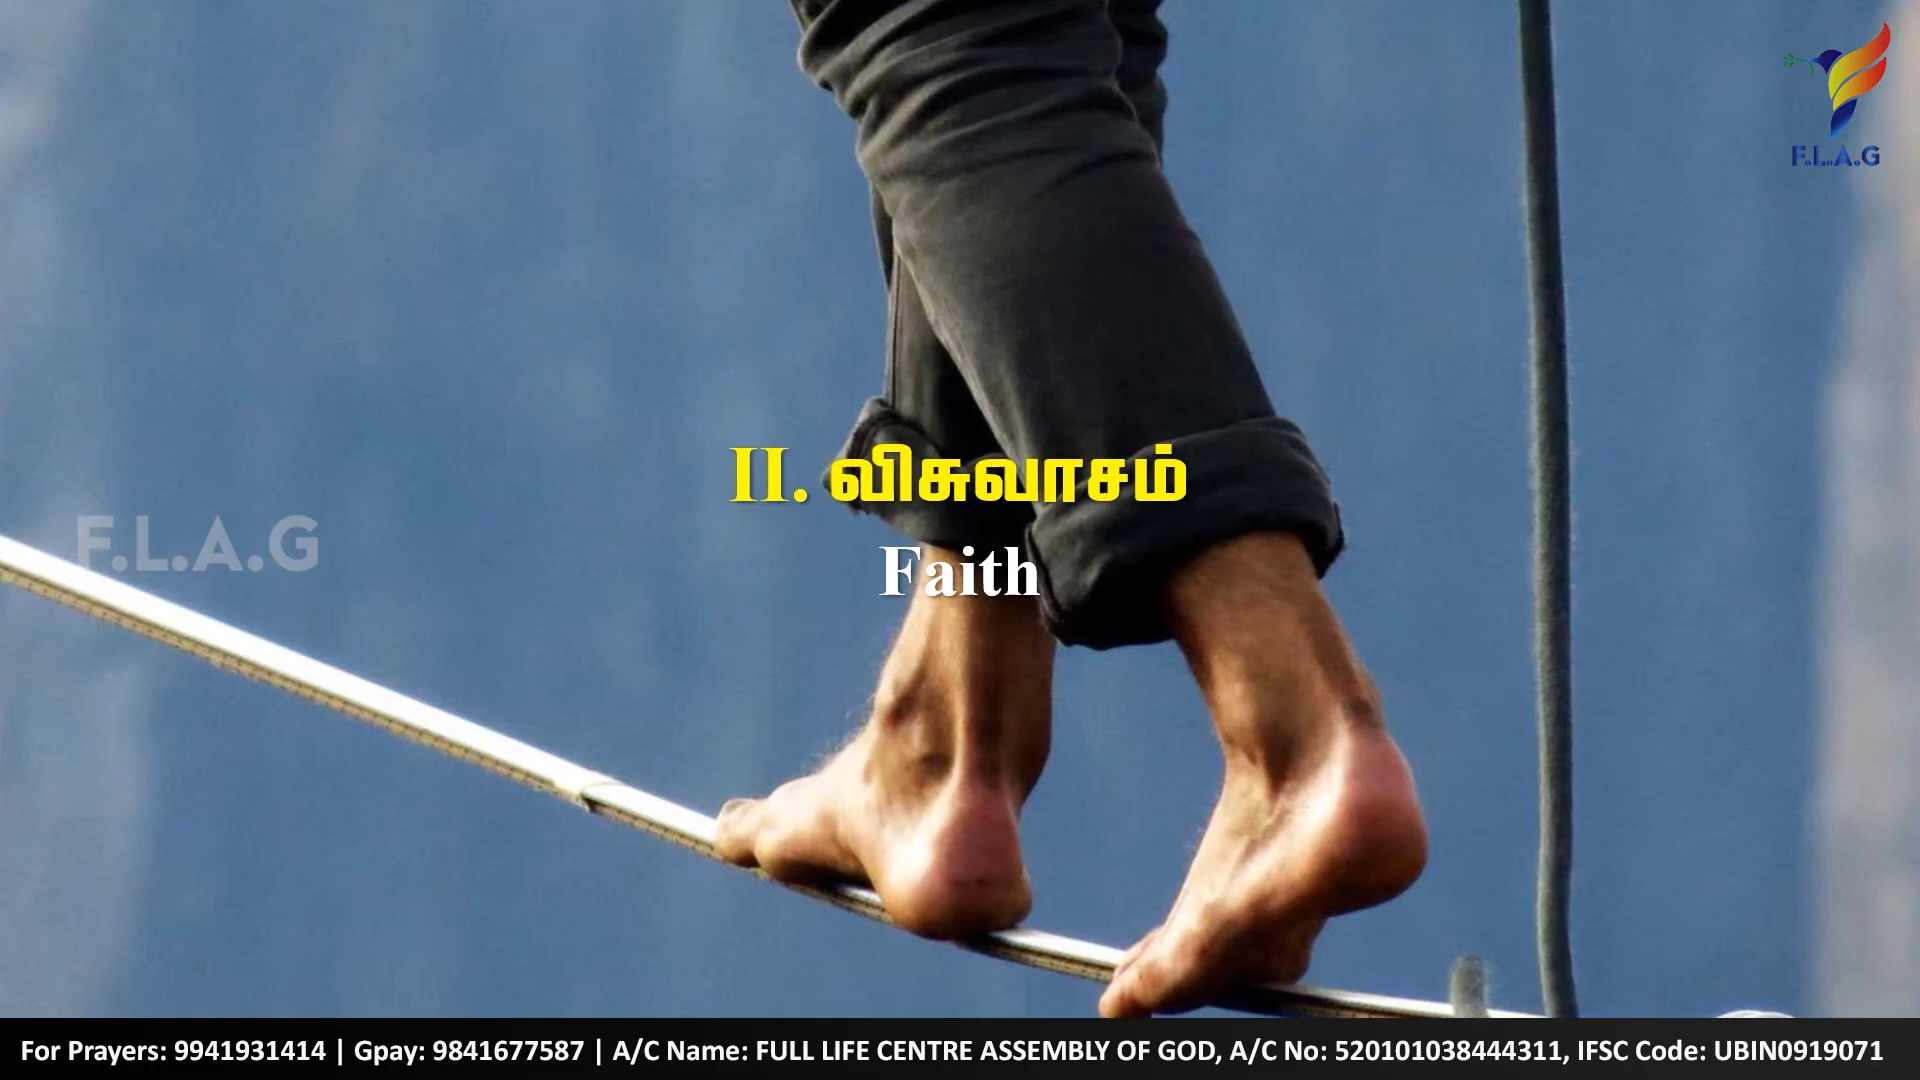 F.L.A.G
II. விசுவாசம்
F.L.A.G
Faith
For Prayers: 9941931414 | Gpay: 9841677587 | A/C Name: FULL LIFE CENTRE ASSEMBLY OF GOD, A/C No: 520101038444311, IFSC Code: UBIN0919071